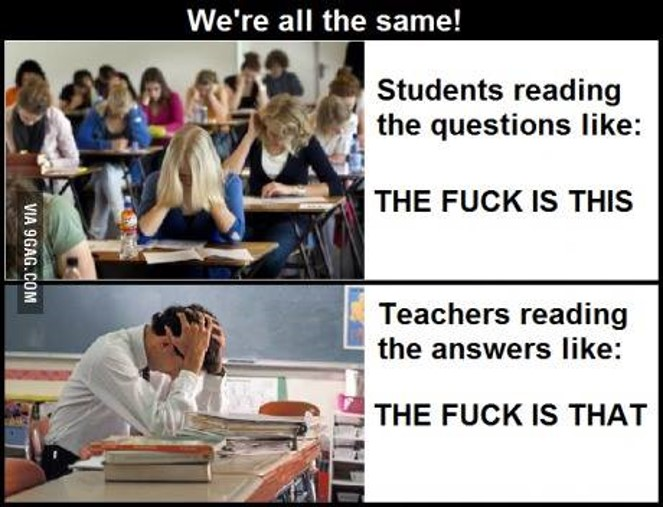 We're all the same!
Students reading
the questions like:
THE FUCK IS THIS
VIA 9GAG.COM
Teachers reading
the answers like:
THE FUCK IS THAT